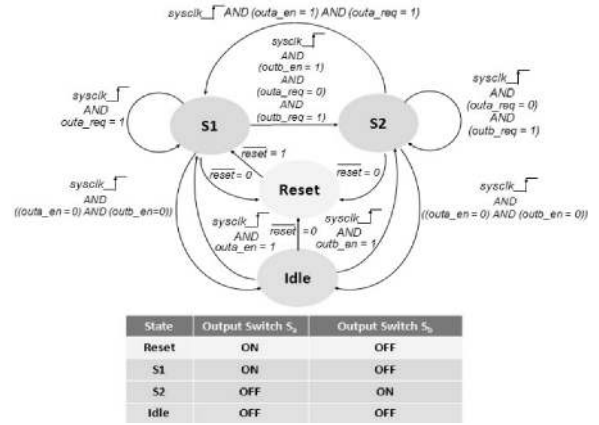 sysclk AND (outa_en = 1) AND (outa_req = 1)
sysclk
AND
(outb_en = 1)
AND
(outa_req = 0)
AND
(outb_req = 1)
sysclk
AND
outa_req = 1
sysclk
AND
(outa_req = 0)
AND
(outb_req = 1)
S1
S2
reset = 1
reset = 0
reset = 0
Reset
sysclk
AND
((outa_en = 0) AND (outb_en=0))
sysclk
AND
((outa_en = 0) AND (outb_en = 0))
sysclk
AND
outa_en = 1
reset = 0
sysclk
AND
outb_en = 1
Idle
State Output Switch Sa Output Switch Sb
Reset ON OFF
S1 ON OFF
S2 OFF ON
Idle OFF OFF